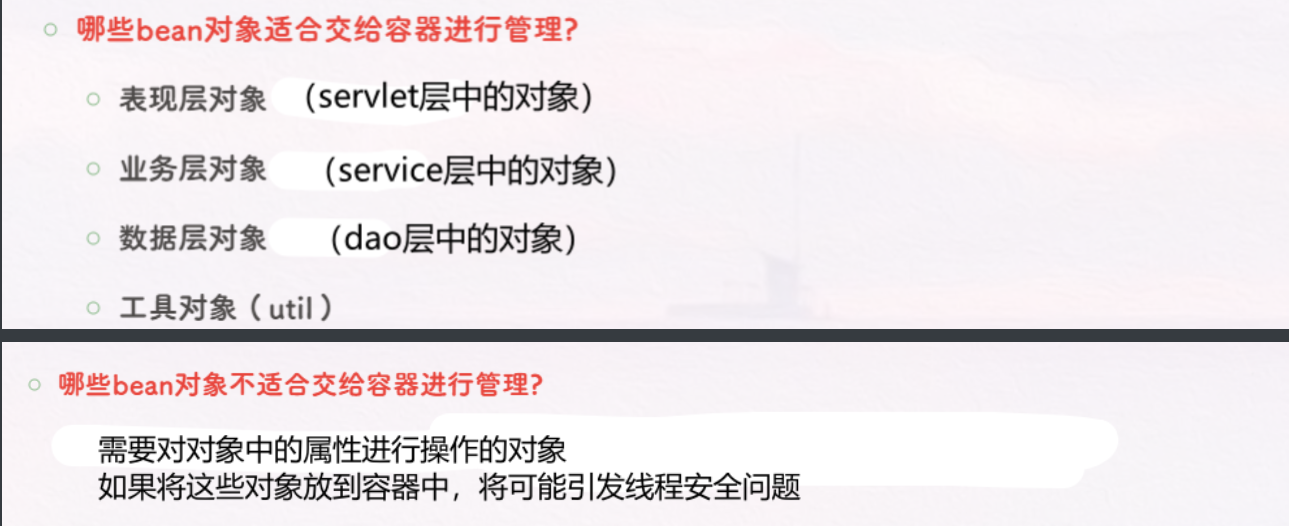 哪些bean对象适合交给容器进行管理?
表现层对象 （servlet层中的对象）
业务层对象 （service层中的对象）
数据层对象 （dao层中的对象）
工具对象（util）
哪些bean对象不适合交给容器进行管理?
需要对对象中的属性进行操作的对象
如果将这些对象放到容器中，将可能引发线程安全问题